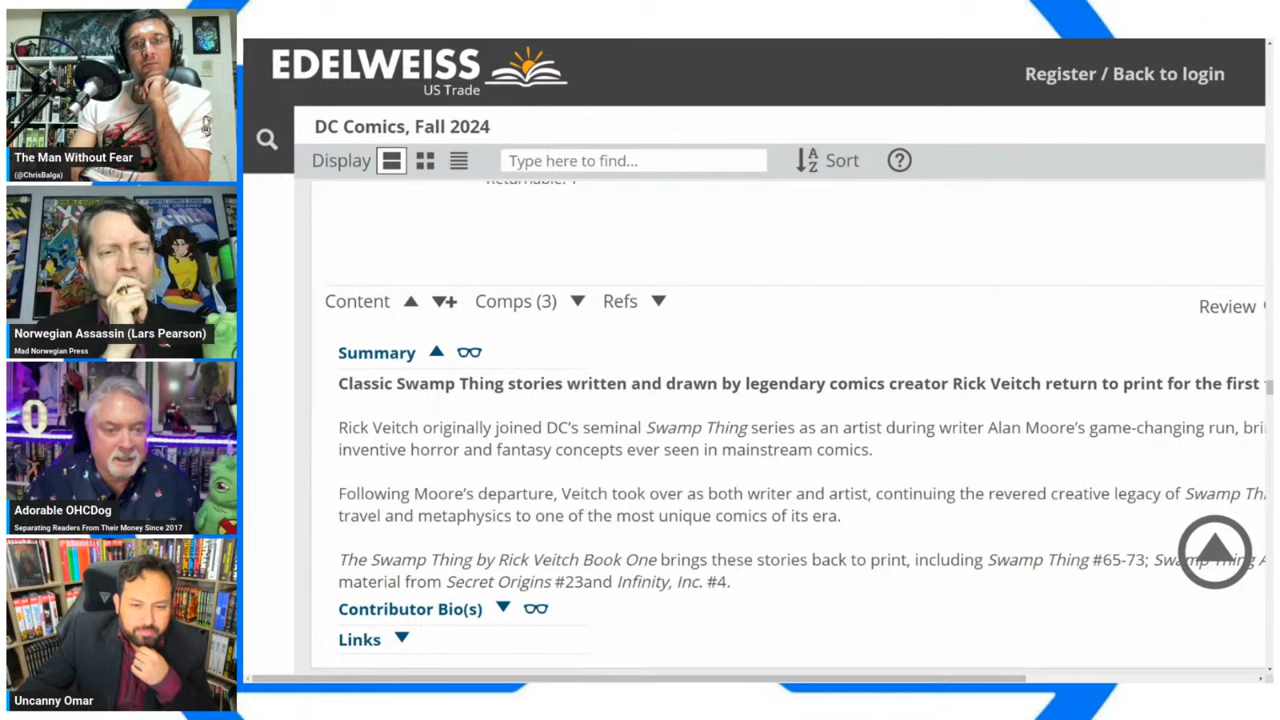 The Man Without Fear
(@ChrisBalga)
Norwegian Assassin (Lars Pearson)
Mad Norwegian Press
Adorable OHCDog
Separating Readers From Their Money Since 2017
Uncanny Omar
EDELWEISS
US Trade
Register / Back to login
DC Comics, Fall 2024
Display
Type here to find...
Sort
Content
Comps (3)
Refs
Review
Summary
Classic Swamp Thing stories written and drawn by legendary comics creator Rick Veitch return to print for the first
Rick Veitch originally joined DC's seminal Swamp Thing series as an artist during writer Alan Moore's game-changing run, bri
inventive horror and fantasy concepts ever seen in mainstream comics.
Following Moore's departure, Veitch took over as both writer and artist, continuing the revered creative legacy of Swamp Th
travel and metaphysics to one of the most unique comics of its era.
The Swamp Thing by Rick Veitch Book One brings these stories back to print, including Swamp Thing #65-73; Swamp Thing A
material from Secret Origins #23and Infinity, Inc. #4.
Contributor Bio(s)
Links